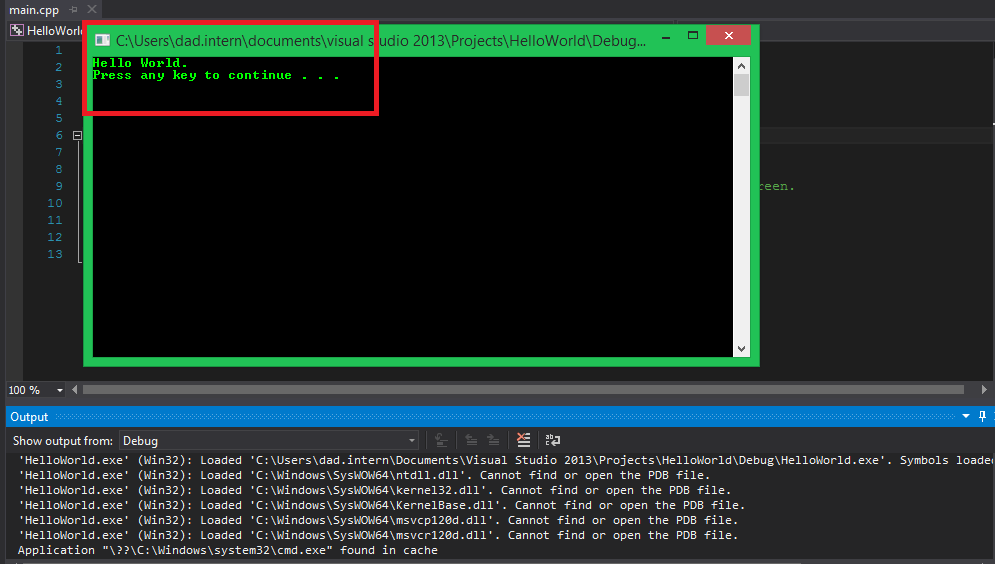 main.cpp
HelloWorl
C:\Users\dad.intern\documents\visual studio 2013\Projects\HelloWorld\Debug...
Hello World.
Press any key to continue . . .
1
2
3
4
5
6
7
8
9 reen.
10
11
12
13
100 %
Output
Show output from: Debug
'HelloWorld.exe' (Win32): Loaded 'C:\Users\dad.intern\Documents\Visual Studio 2013\Projects\HelloWorld\Debug\HelloWorld.exe'. Symbols loade
'HelloWorld.exe' (Win32): Loaded 'C:\Windows\SysWOW64\ntdll.dll'. Cannot find or open the PDB file.
'HelloWorld.exe' (Win32): Loaded 'C:\Windows\SysWOW64\kernel32.dll'. Cannot find or open the PDB file.
'HelloWorld.exe' (Win32): Loaded 'C:\Windows\SysWOW64\KernelBase.dll'. Cannot find or open the PDB file.
'HelloWorld.exe' (Win32): Loaded 'C:\Windows\SysWOW64\msvcp120d.dll'. Cannot find or open the PDB file.
'HelloWorld.exe' (Win32): Loaded 'C:\Windows\SysWOW64\msvcr120d.dll'. Cannot find or open the PDB file.
Application "\??\C:\Windows\system32\cmd.exe" found in cache